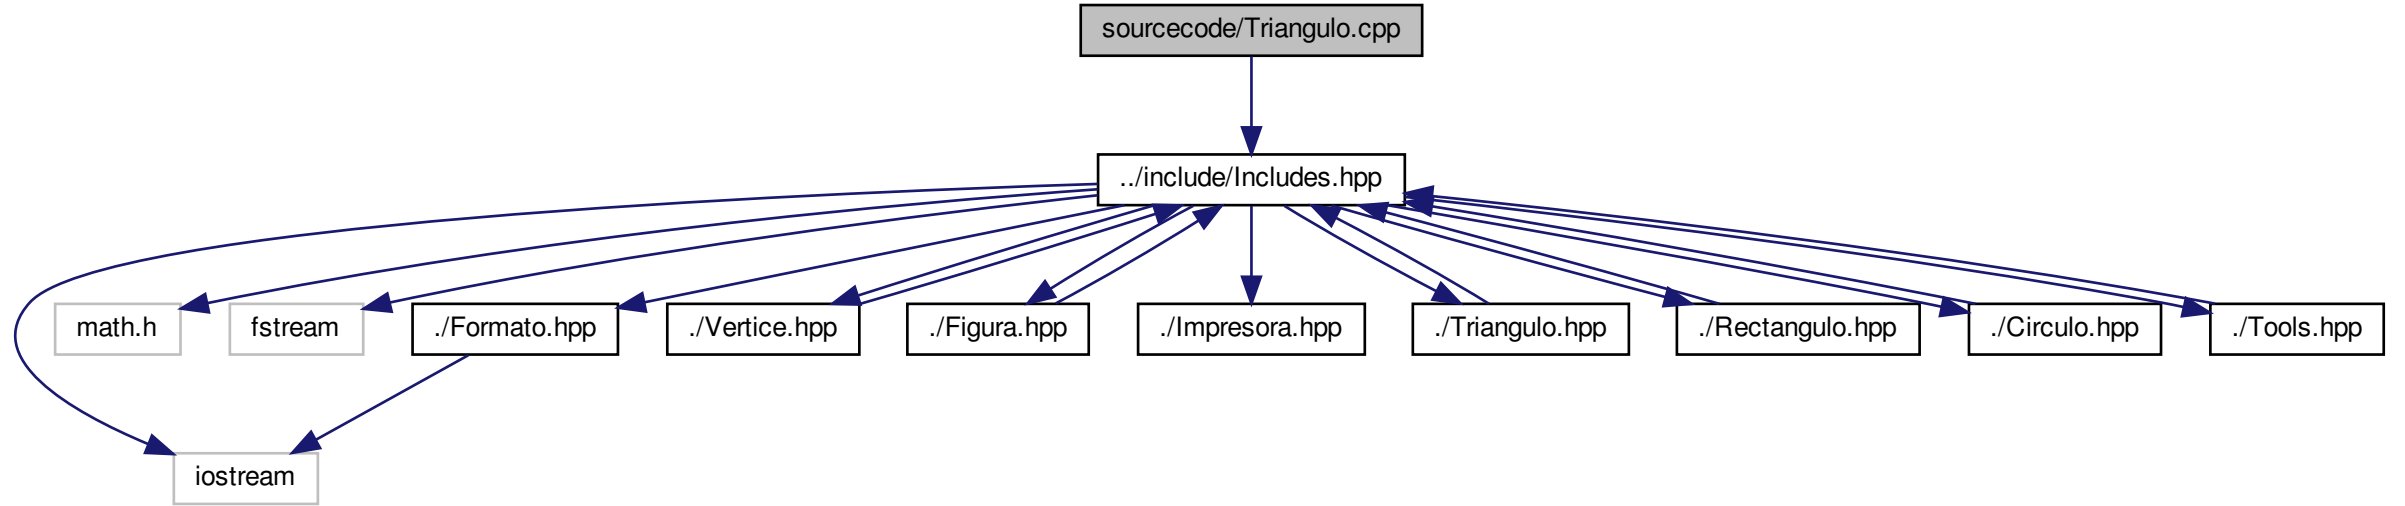 sourcecode/Triangulo.cpp
../include/Includes.hpp
math.h
fstream
./Formato.hpp
./Vertice.hpp
./Figura.hpp
./Impresora.hpp
./Triangulo.hpp
./Rectangulo.hpp
./Circulo.hpp
./Tools.hpp
iostream